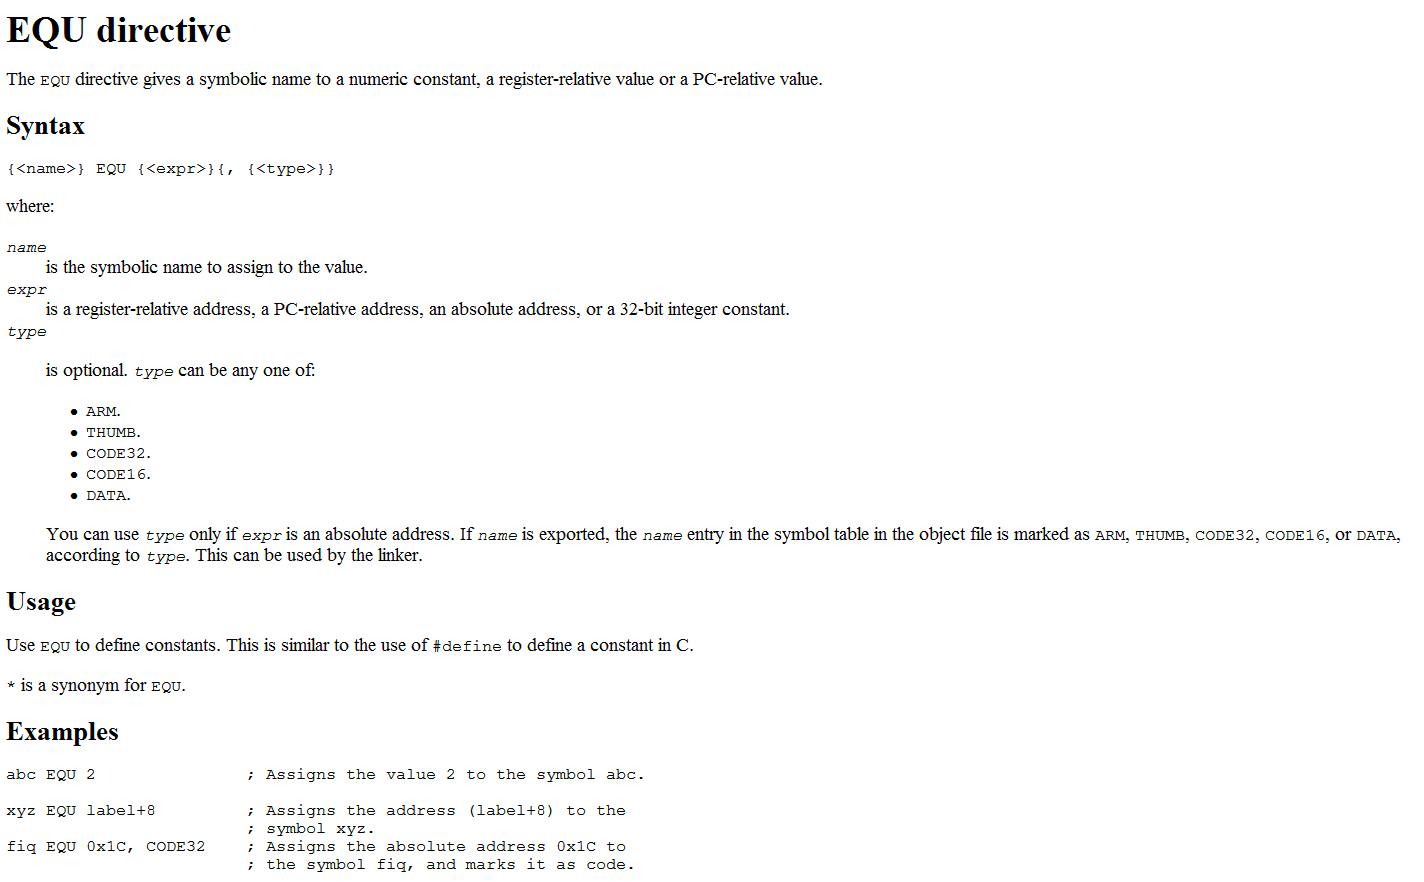 EQU directive
The EQU directive gives a symbolic name to a numeric constant, a register-relative value or a PC-relative value.
Syntax
{<name>} EQU {<expr>}{, {<type>}}
where:
name
is the symbolic name to assign to the value.
expr
is a register-relative address, a PC-relative address, an absolute address, or a 32-bit integer constant.
type
is optional. type can be any one of:
• ARM.
• THUMB.
• CODE32.
• CODE16.
• DATA.
You can use type only if expr is an absolute address. If name is exported, the name entry in the symbol table in the object file is marked as ARM, THUMB, CODE32, CODE16, or DATA,
according to type. This can be used by the linker.
Usage
Use EQU to define constants. This is similar to the use of #define to define a constant in C.
* is a synonym for EQU.
Examples
abc EQU 2               ; Assigns the value 2 to the symbol abc.
xyz EQU label+8         ; Assigns the address (label+8) to the
                        ; symbol xyz.
fiq EQU 0x1C, CODE32    ; Assigns the absolute address 0x1C to
                        ; the symbol fiq, and marks it as code.